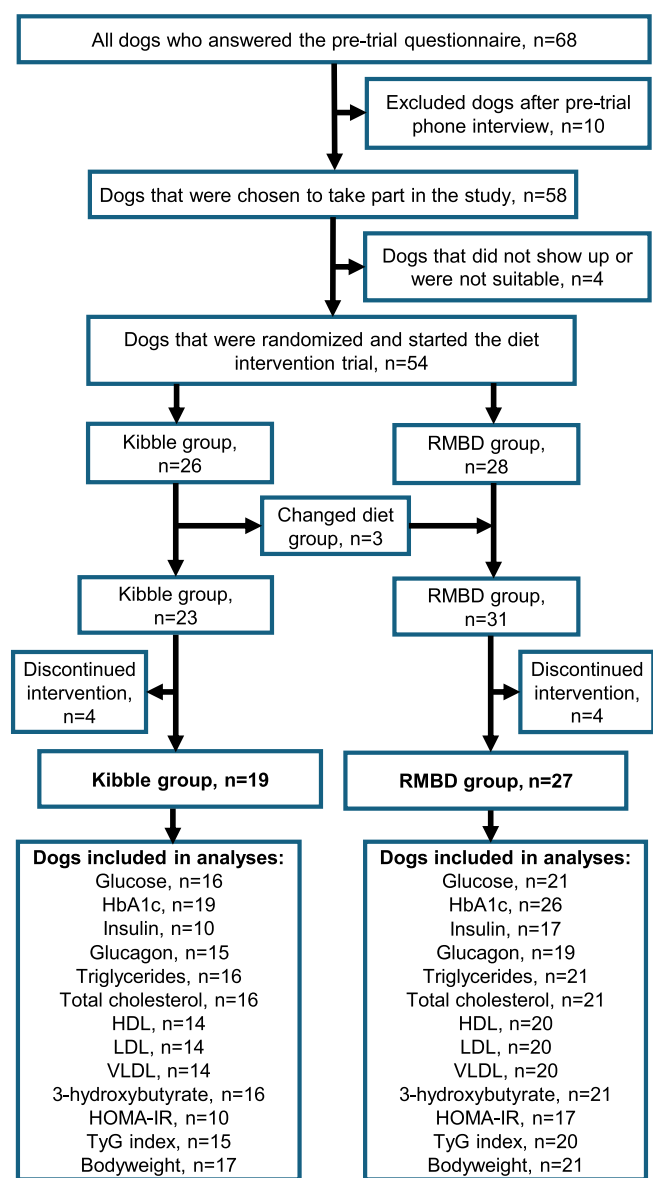 All dogs who answered the pre-trial questionnaire, n=68
Excluded dogs after pre-trial
phone interview, n=10
Dogs that were chosen to take part in the study, n=58
Dogs that did not show up or
were not suitable, n=4
Dogs that were randomized and started the diet
intervention trial, n=54
Kibble group,
n=26
RMBD group,
n=28
Changed diet
group, n=3
Kibble group,
n=23
RMBD group,
n=31
Discontinued
intervention,
n=4
Discontinued
intervention,
n=4
Kibble group, n=19
RMBD group, n=27
Dogs included in analyses:
Glucose, n=16
HbA1c, n=19
Insulin, n=10
Glucagon, n=15
Triglycerides, n=16
Total cholesterol, n=16
HDL, n=14
LDL, n=14
VLDL, n=14
3-hydroxybutyrate, n=16
HOMA-IR, n=10
TyG index, n=15
Bodyweight, n=17
Dogs included in analyses:
Glucose, n=21
HbA1c, n=26
Insulin, n=17
Glucagon, n=19
Triglycerides, n=21
Total cholesterol, n=21
HDL, n=20
LDL, n=20
VLDL, n=20
3-hydroxybutyrate, n=21
HOMA-IR, n=17
TyG index, n=20
Bodyweight, n=21